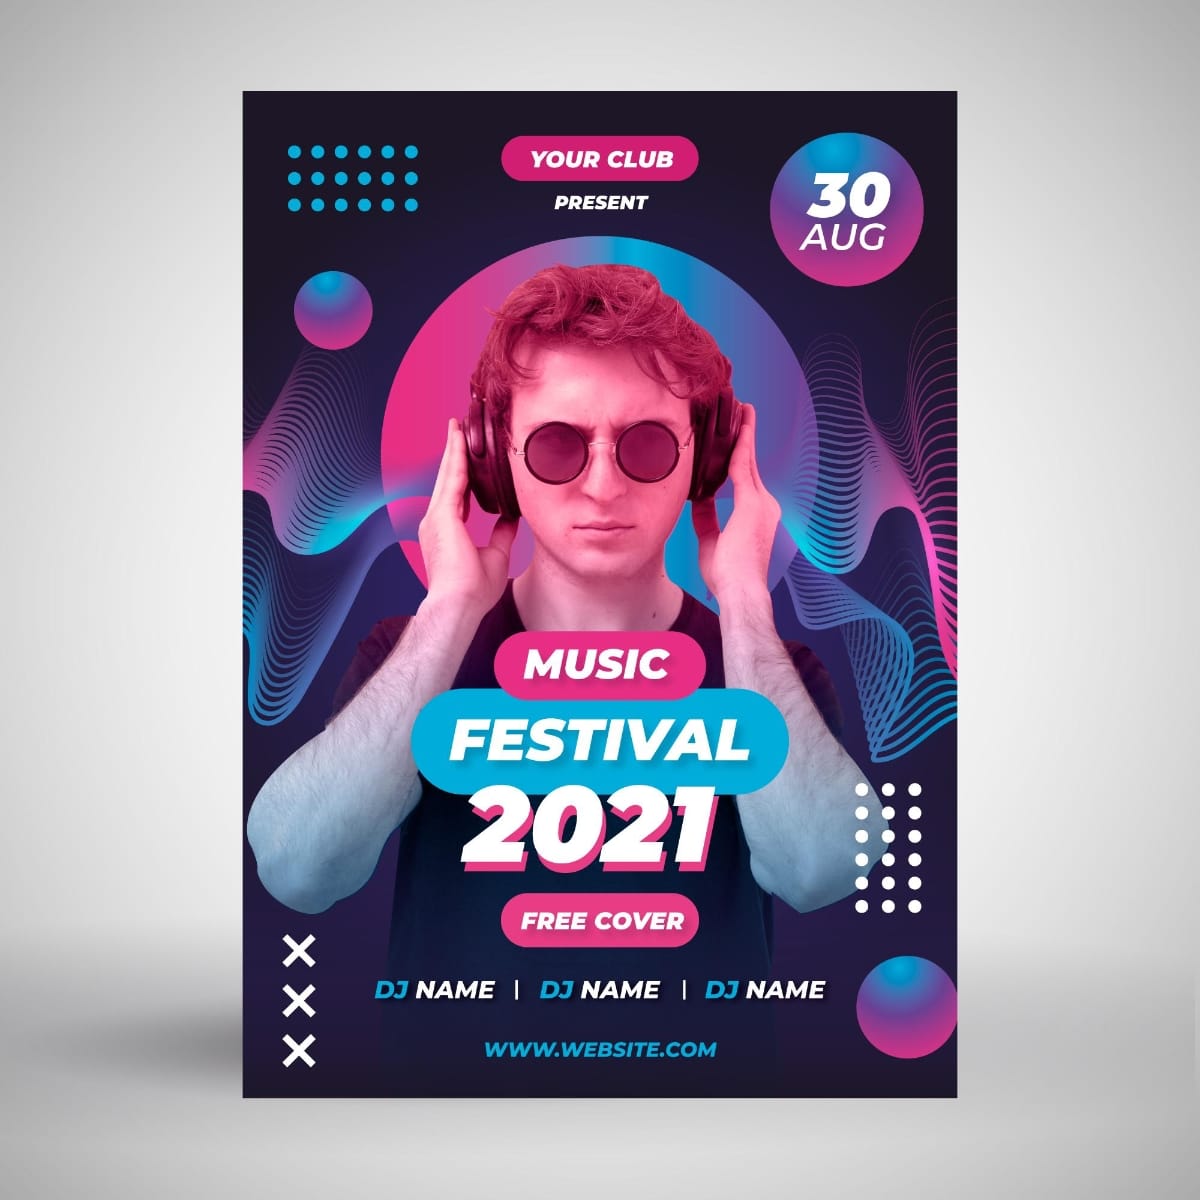 YOUR CLUB
PRESENT
30
AUG
MUSIC
FESTIVAL
2021
FREE COVER
DJ NAME | DJ NAME | DJ NAME
WWW.WEBSITE.COM